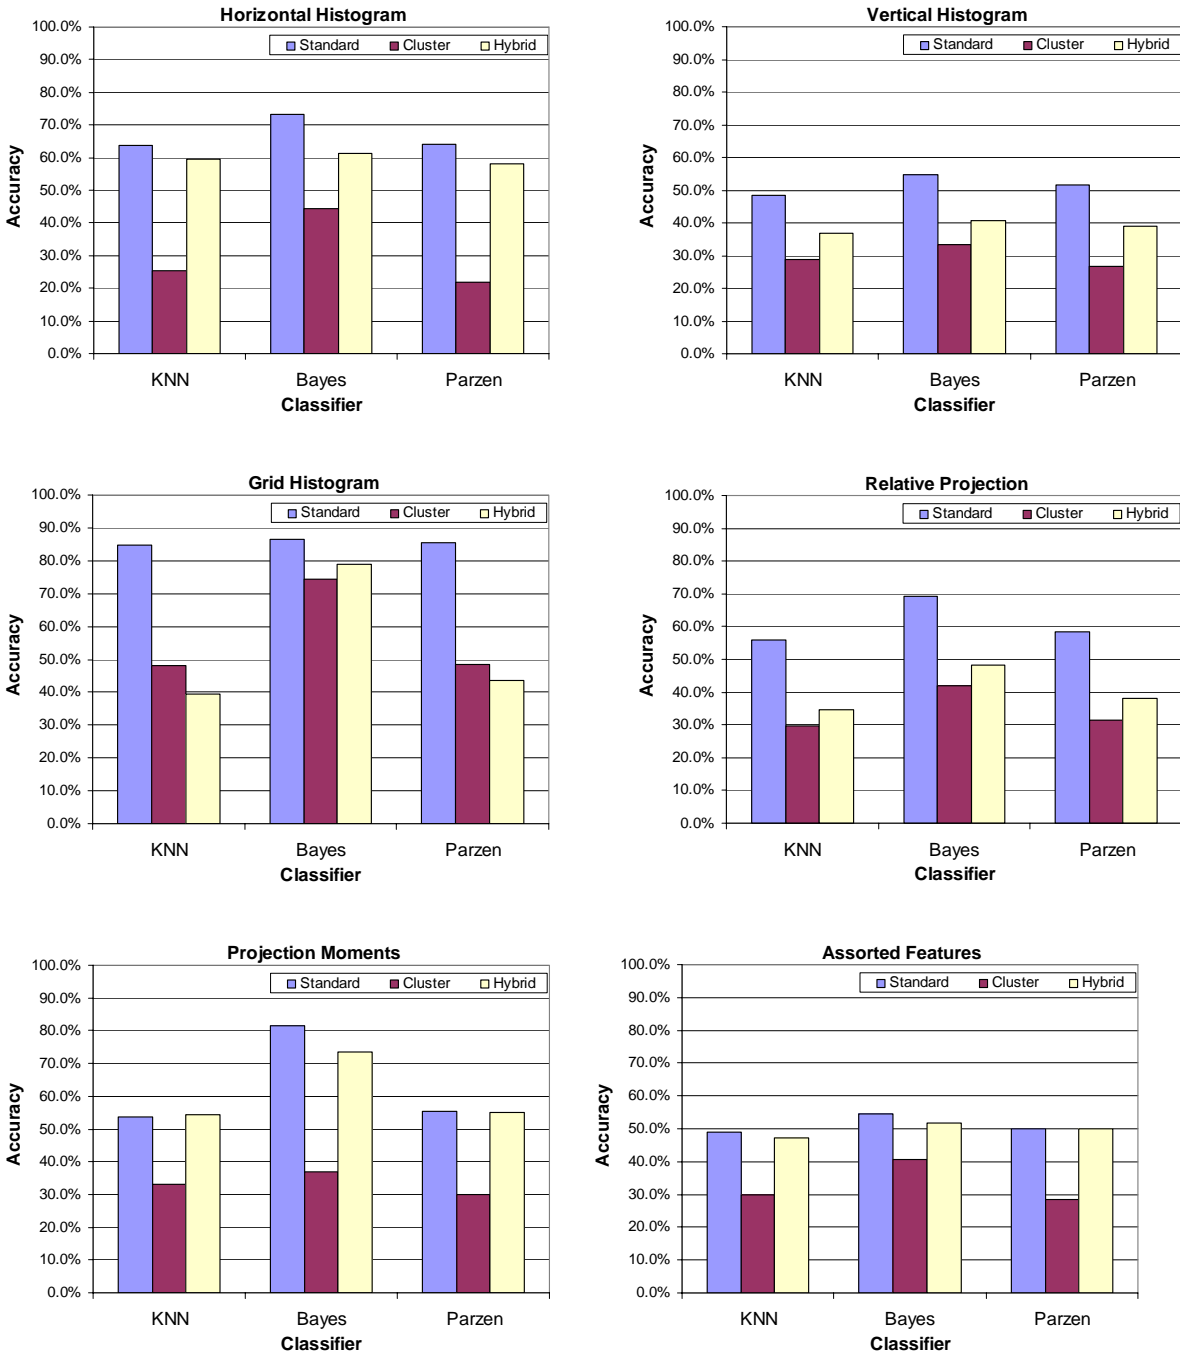 Horizontal Histogram
Standard Cluster Hybrid
100.0%
90.0%
80.0%
70.0%
60.0%
50.0%
40.0%
30.0%
20.0%
10.0%
0.0%
Accuracy
KNN Bayes Parzen
Classifier
Vertical Histogram
Standard Cluster Hybrid
100.0%
90.0%
80.0%
70.0%
60.0%
50.0%
40.0%
30.0%
20.0%
10.0%
0.0%
Accuracy
KNN Bayes Parzen
Classifier
Grid Histogram
Standard Cluster Hybrid
100.0%
90.0%
80.0%
70.0%
60.0%
50.0%
40.0%
30.0%
20.0%
10.0%
0.0%
Accuracy
KNN Bayes Parzen
Classifier
Relative Projection
Standard Cluster Hybrid
100.0%
90.0%
80.0%
70.0%
60.0%
50.0%
40.0%
30.0%
20.0%
10.0%
0.0%
Accuracy
KNN Bayes Parzen
Classifier
Projection Moments
Standard Cluster Hybrid
100.0%
90.0%
80.0%
70.0%
60.0%
50.0%
40.0%
30.0%
20.0%
10.0%
0.0%
Accuracy
KNN Bayes Parzen
Classifier
Assorted Features
Standard Cluster Hybrid
100.0%
90.0%
80.0%
70.0%
60.0%
50.0%
40.0%
30.0%
20.0%
10.0%
0.0%
Accuracy
KNN Bayes Parzen
Classifier